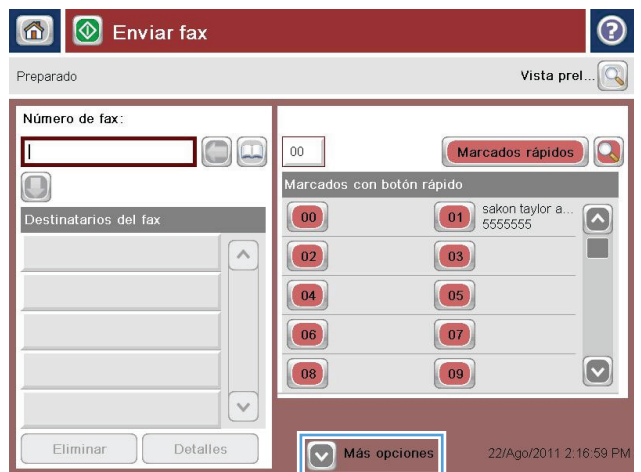 Enviar fax
Preparado
Vista prel...
Número de fax:
00
Marcados rápidos
Marcados con botón rápido
Destinatarios del fax
00
01 sakon taylor a...
5555555
02
03
04
05
06
07
08
09
Eliminar
Detalles
Más opciones
22/Ago/2011 2:16:59 PM